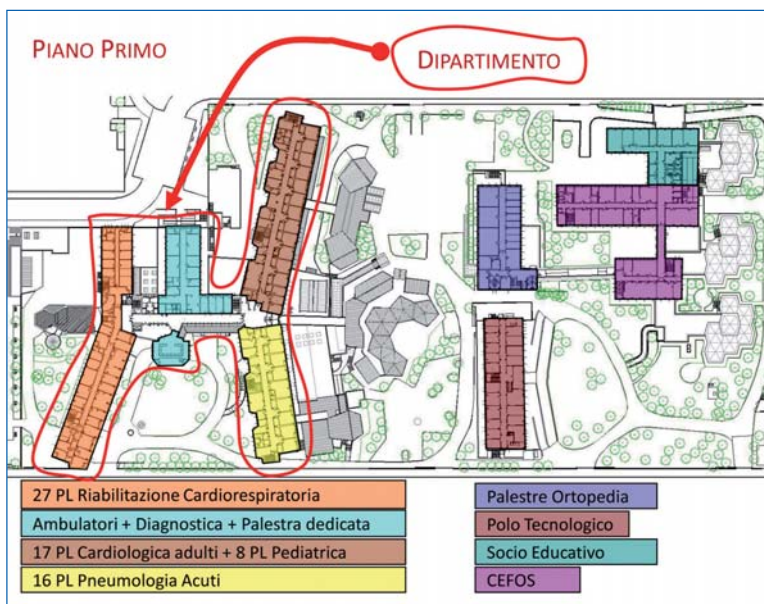 PIANO PRIMO
DIPARTIMENTO
27 PL Riabilitazione Cardiorespiratoria
Ambulatori + Diagnostica + Palestra dedicata
17 PL Cardiologica adulti + 8 PL Pediatrica
16 PL Pneumologia Acuti
Palestre Ortopedia
Polo Tecnologico
Socio Educativo
CEFOS